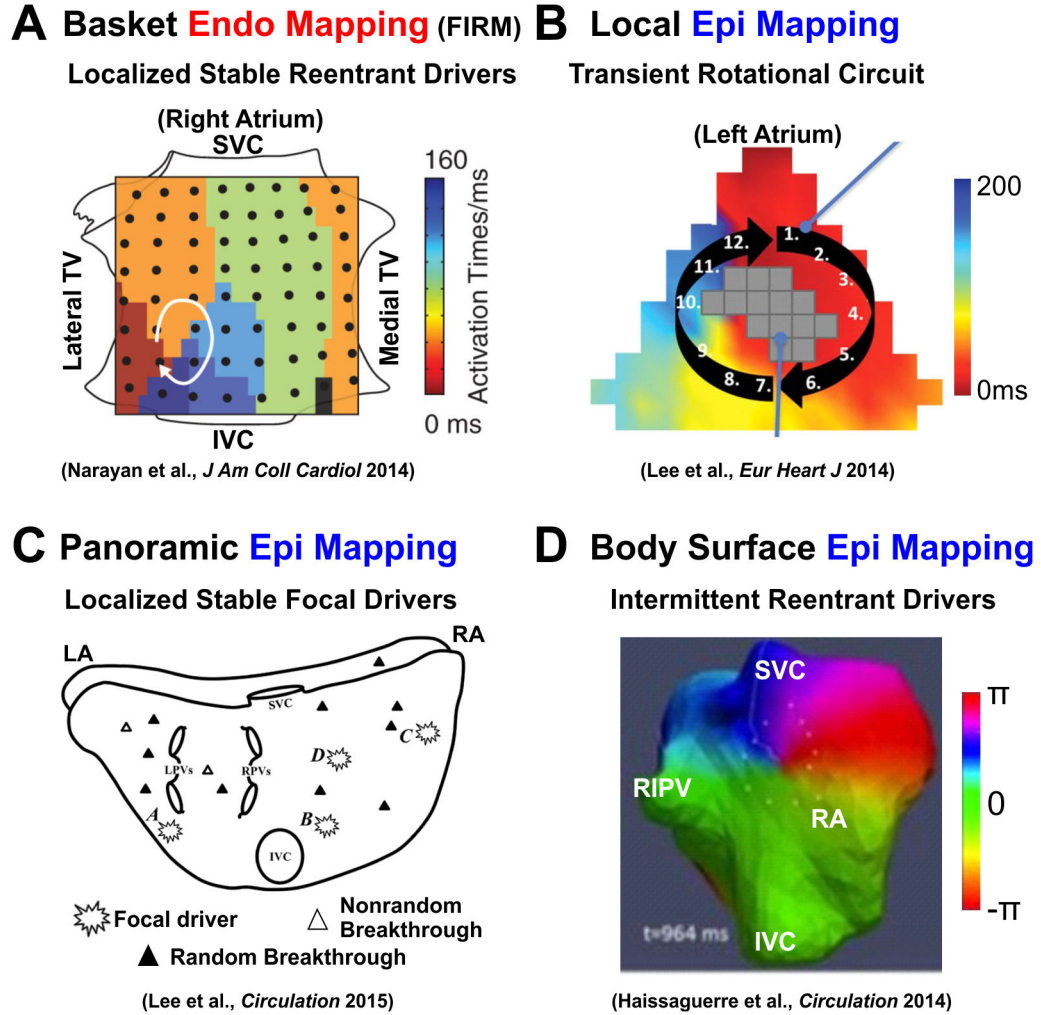 A Basket Endo Mapping (FIRM)
Localized Stable Reentrant Drivers
(Right Atrium)
SVC
Lateral TV
Medial TV
IVC
160
Activation Times/ms
0 ms
(Narayan et al., J Am Coll Cardiol 2014)
B Local Epi Mapping
Transient Rotational Circuit
(Left Atrium)
1.
2.
3.
4.
5.
6.
7.
8.
9
10.
11.
12.
200
0ms
(Lee et al., Eur Heart J 2014)
C Panoramic Epi Mapping
Localized Stable Focal Drivers
LA
RA
SVC
C
D
LPVs
RPVs
A
B
IVC
Focal driver
Nonrandom
Breakthrough
Random Breakthrough
(Lee et al., Circulation 2015)
D Body Surface Epi Mapping
Intermittent Reentrant Drivers
SVC
RIPV
RA
t=964 ms
IVC
π
0
-π
(Haissaguerre et al., Circulation 2014)